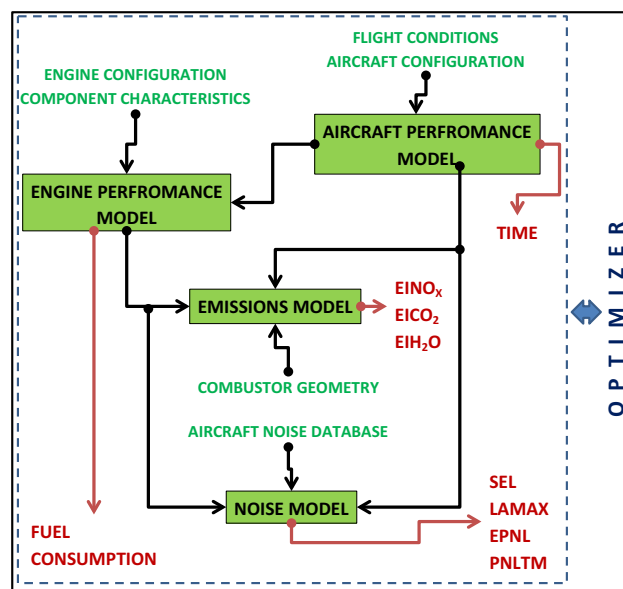 FLIGHT CONDITIONS
AIRCRAFT CONFIGURATION
ENGINE CONFIGURATION
COMPONENT CHARACTERISTICS
AIRCRAFT PERFROMANCE
MODEL
ENGINE PERFROMANCE
MODEL
TIME
EMISSIONS MODEL
EINOₓ
EICO₂
EIH₂O
COMBUSTOR GEOMETRY
AIRCRAFT NOISE DATABASE
NOISE MODEL
SEL
LAMAX
EPNL
PNLTM
FUEL
CONSUMPTION
OPTIMIZER